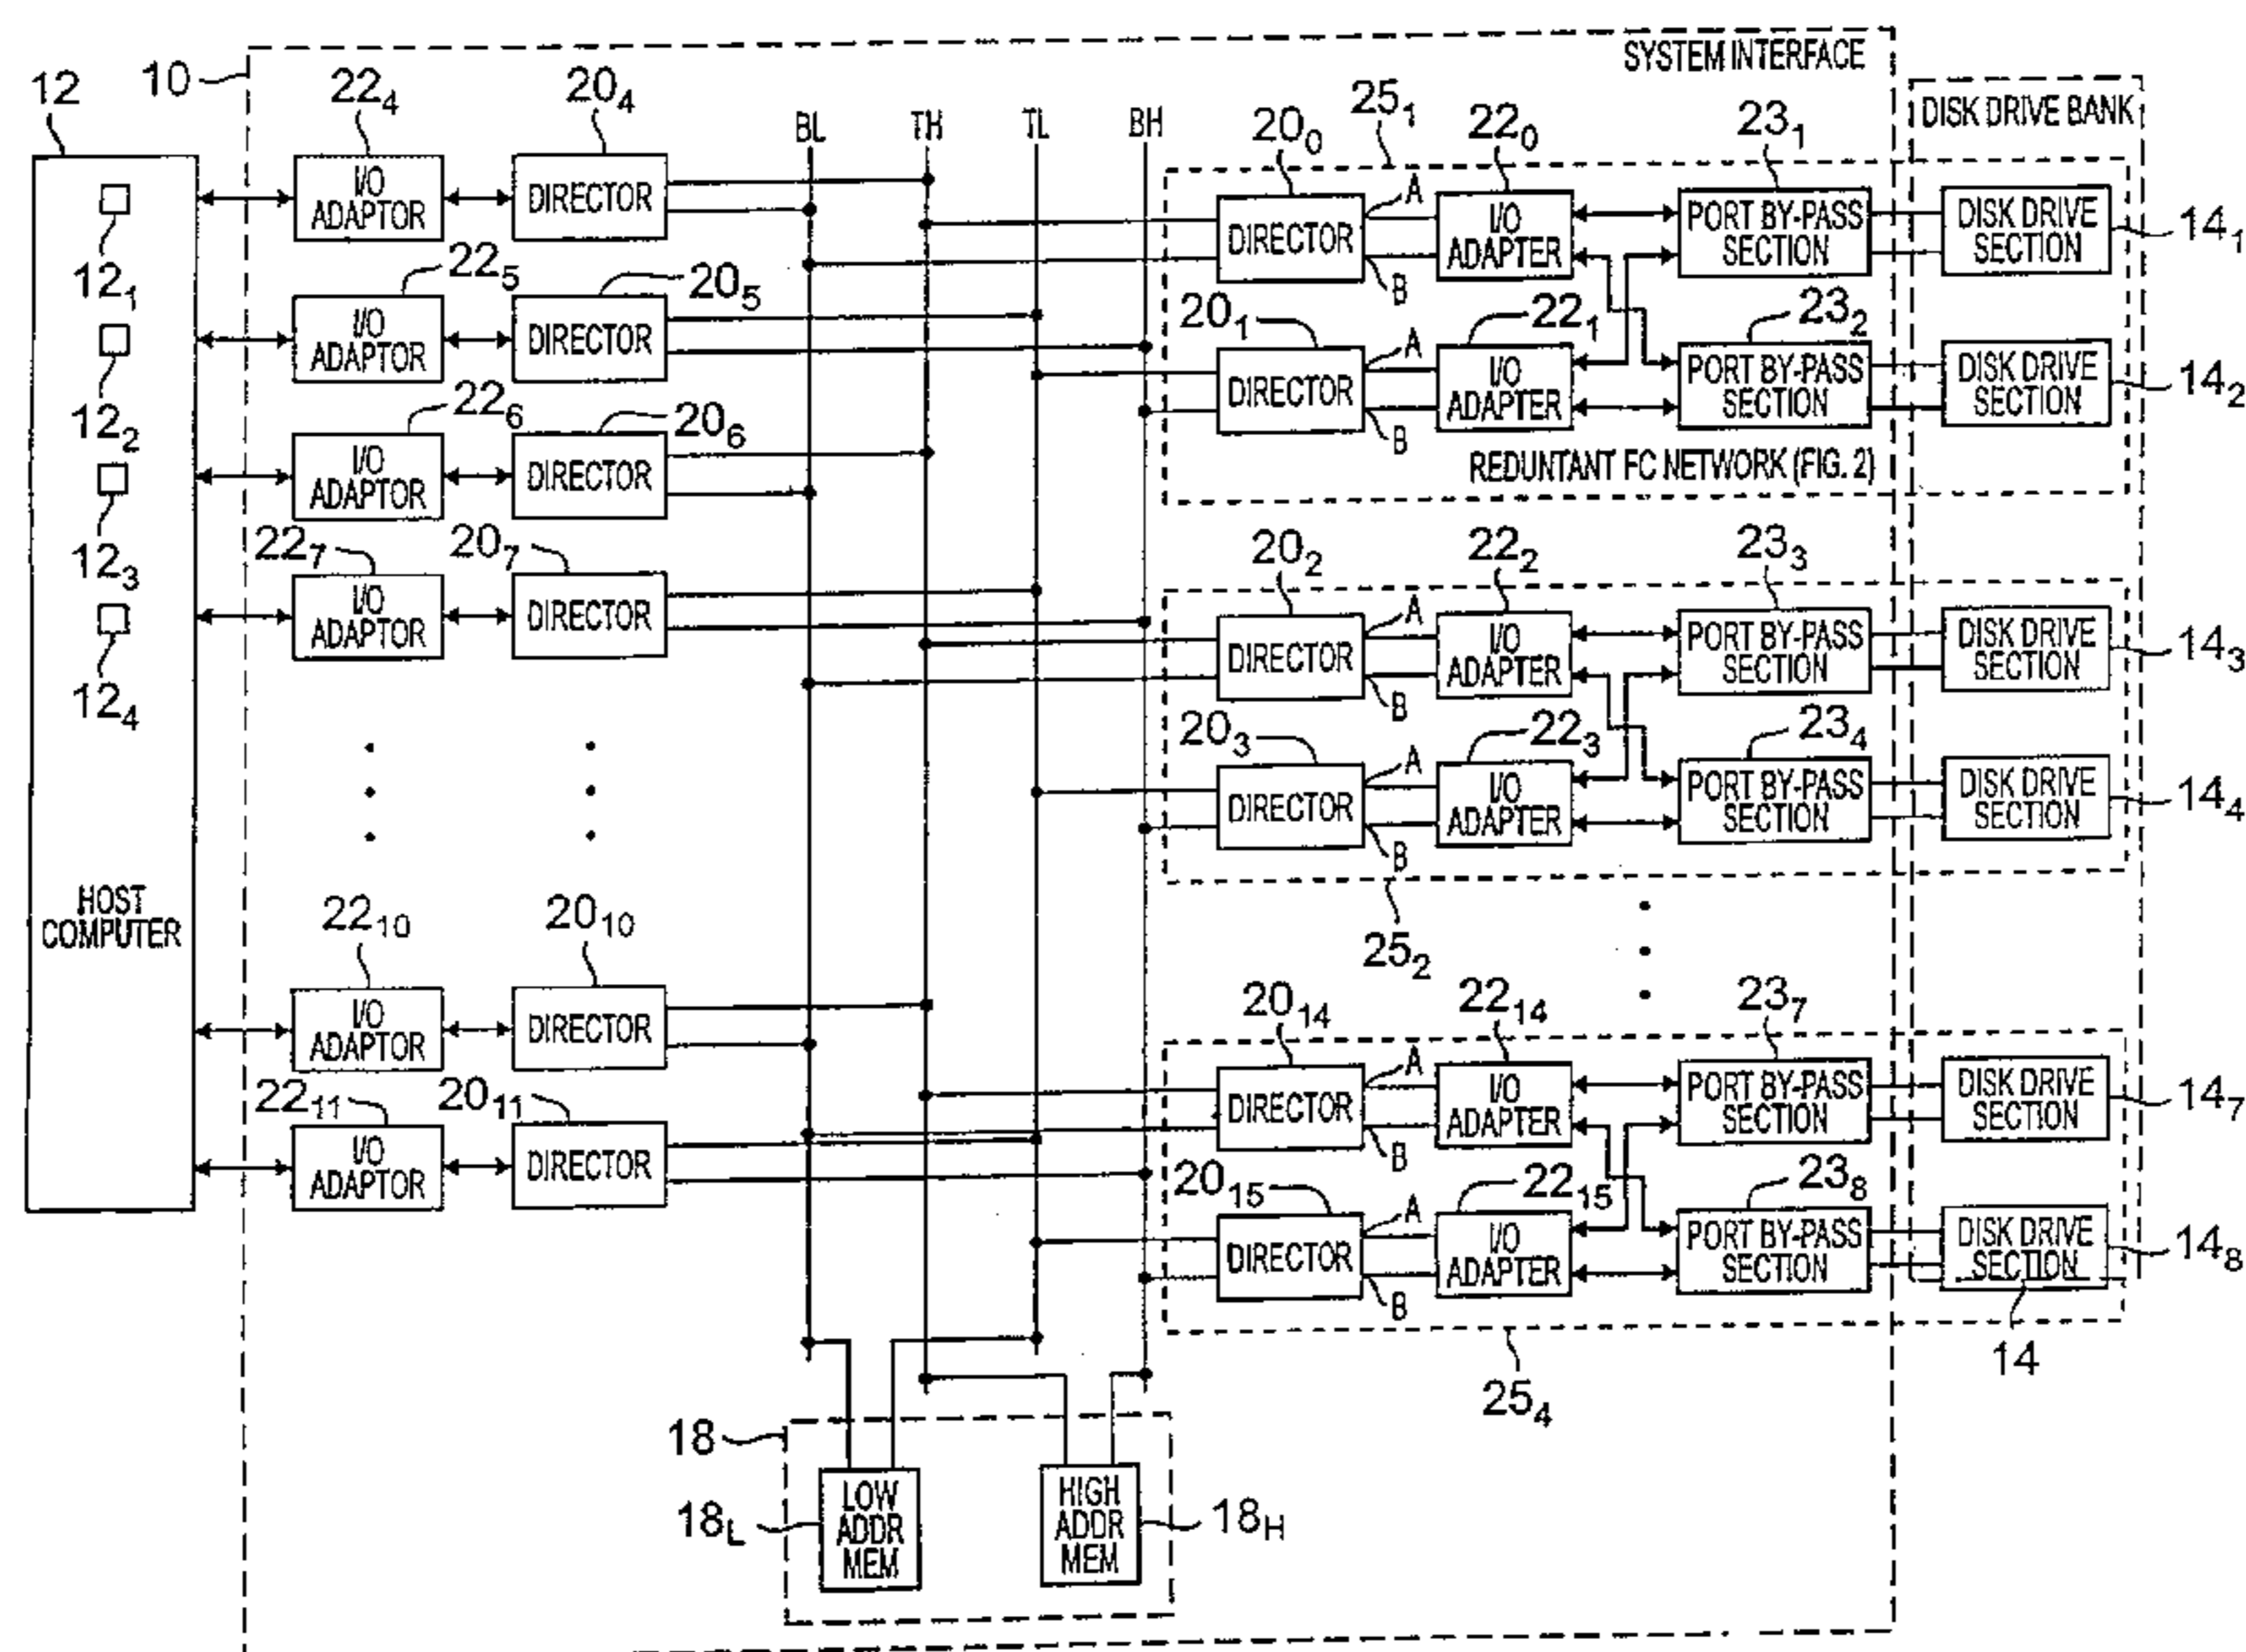 SYSTEM INTERFACE
DISK DRIVE BANK
10
12
22₄
20₄
BL
TH
TL
BH
25₁
20₀
22₀
23₁
I/O
ADAPTOR
DIRECTOR
DIRECTOR
A
B
I/O
ADAPTER
PORT BY-PASS
SECTION
DISK DRIVE
SECTION
14₁
12₁
22₅
20₅
I/O
ADAPTOR
DIRECTOR
20₁
22₁
23₂
DIRECTOR
A
B
I/O
ADAPTER
PORT BY-PASS
SECTION
DISK DRIVE
SECTION
14₂
12₂
22₆
20₆
I/O
ADAPTOR
DIRECTOR
REDUNTANT FC NETWORK (FIG. 2)
12₃
22₇
20₇
I/O
ADAPTOR
DIRECTOR
12₄
20₂
22₂
23₃
DIRECTOR
A
B
I/O
ADAPTER
PORT BY-PASS
SECTION
DISK DRIVE
SECTION
14₃
20₃
22₃
23₄
DIRECTOR
A
B
I/O
ADAPTER
PORT BY-PASS
SECTION
DISK DRIVE
SECTION
14₄
25₂
HOST
COMPUTER
22₁₀
20₁₀
I/O
ADAPTOR
DIRECTOR
22₁₁
20₁₁
I/O
ADAPTOR
DIRECTOR
20₁₄
22₁₄
23₇
DIRECTOR
A
B
I/O
ADAPTER
PORT BY-PASS
SECTION
DISK DRIVE
SECTION
14₇
20₁₅
22₁₅
23₈
DIRECTOR
A
B
I/O
ADAPTER
PORT BY-PASS
SECTION
DISK DRIVE
SECTION
14₈
14
25₄
18
18L
LOW
ADDR
MEM
HIGH
ADDR
MEM
18H